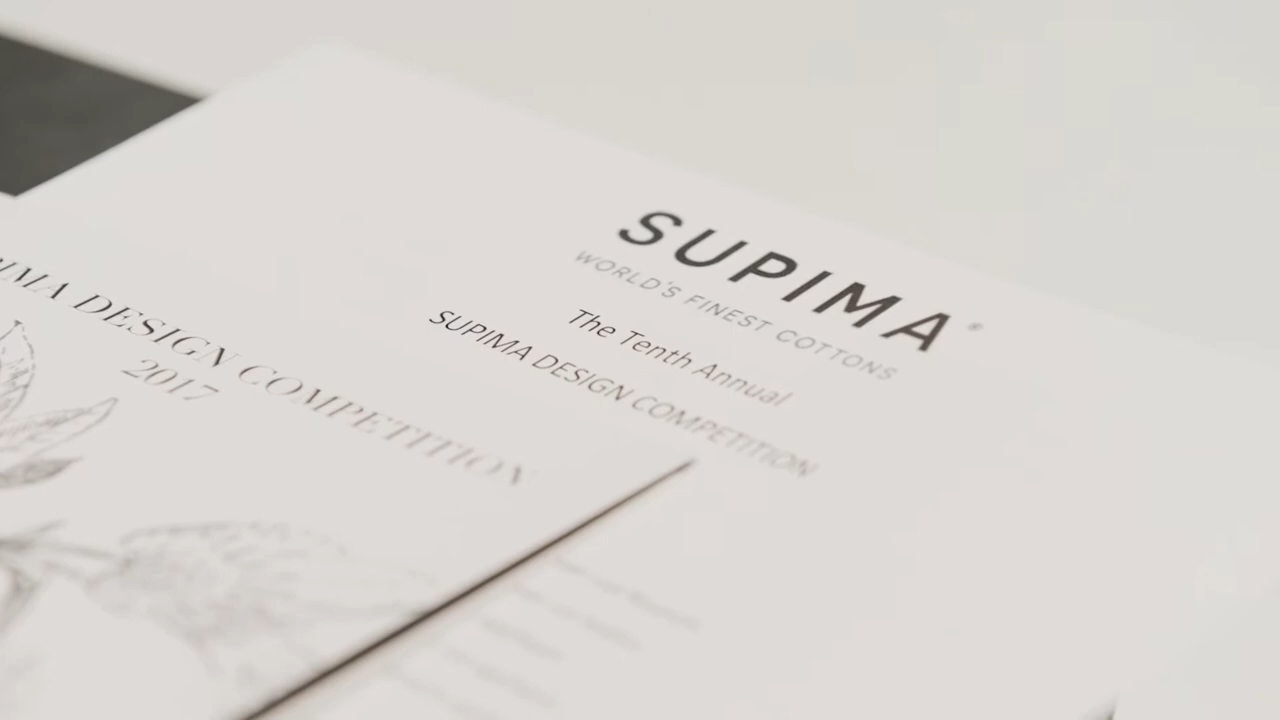 SUPIMA®
WORLD'S FINEST COTTONS
The Tenth Annual
SUPIMA DESIGN COMPETITION
IMA DESIGN COMPETITION
2017